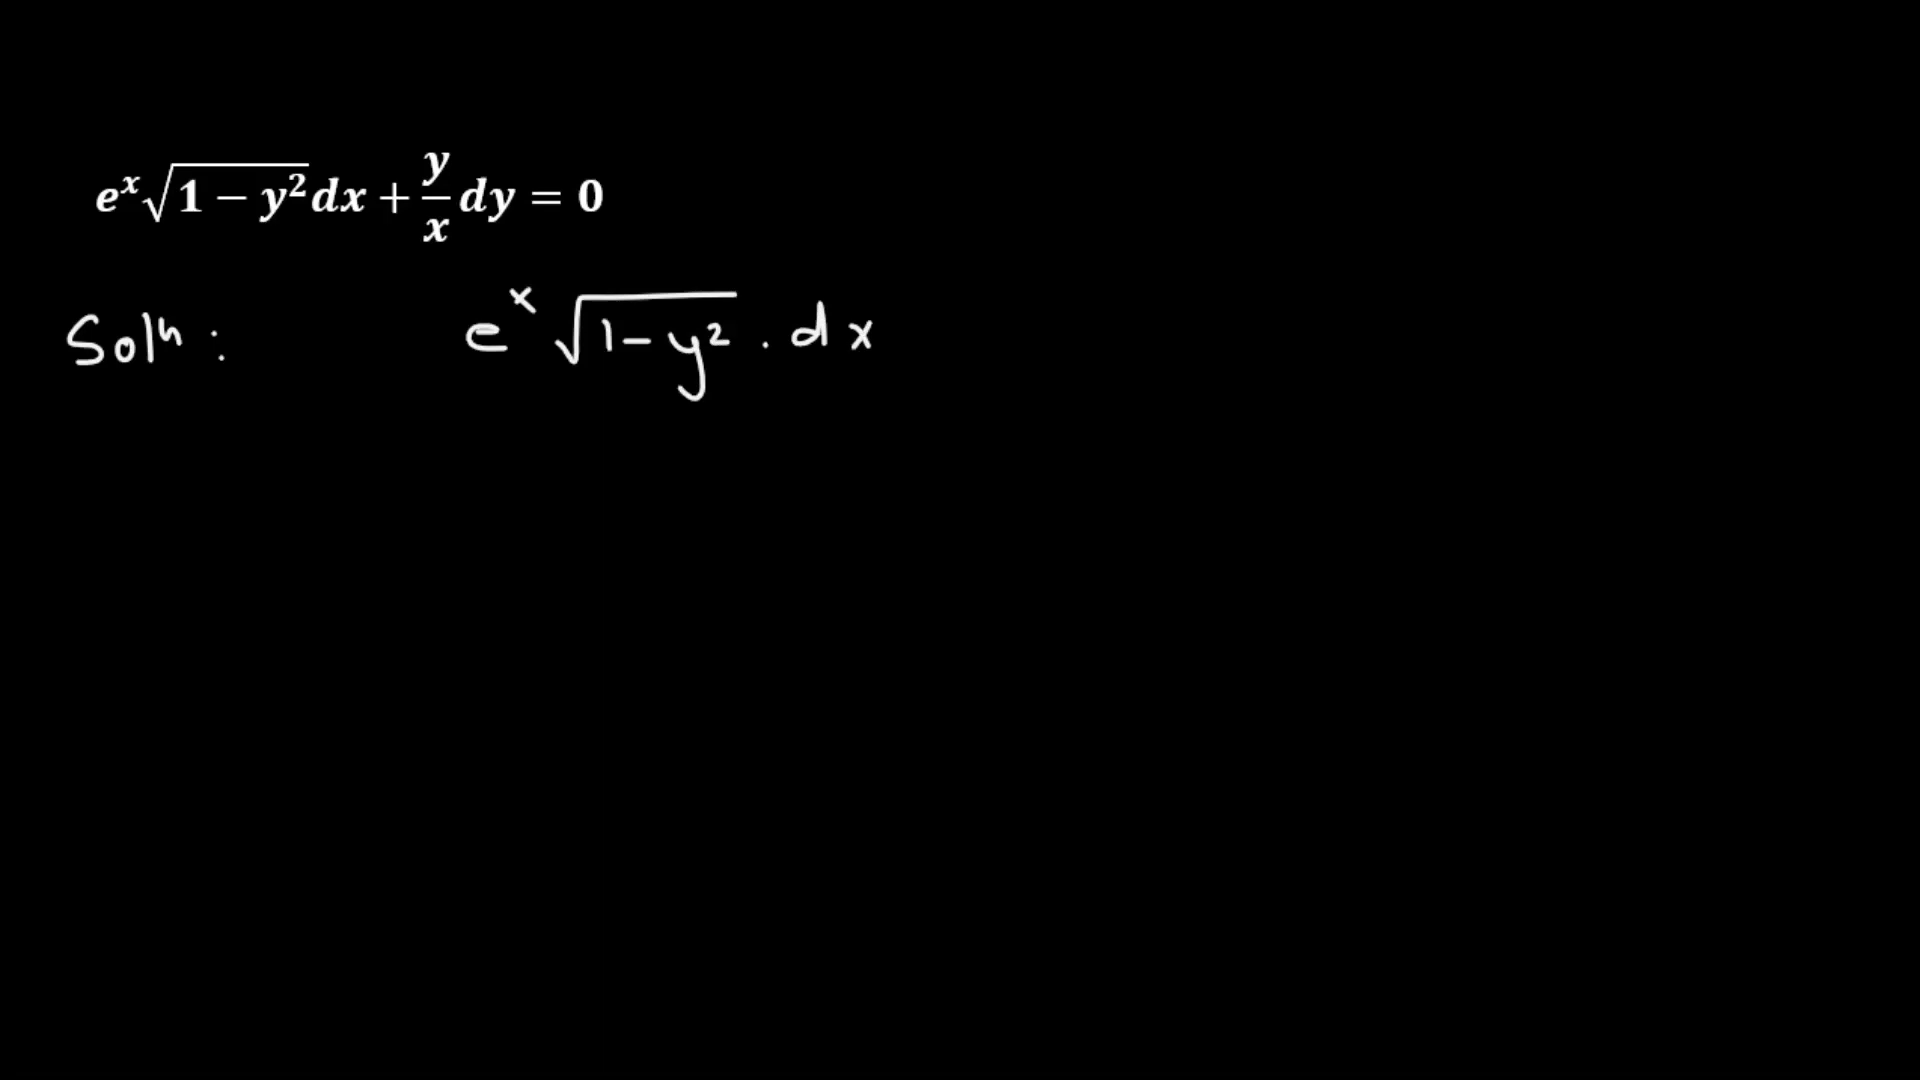 e^x √(1 − y²) dx + y/x dy = 0
Soln : e^x √(1 − y²) . dx